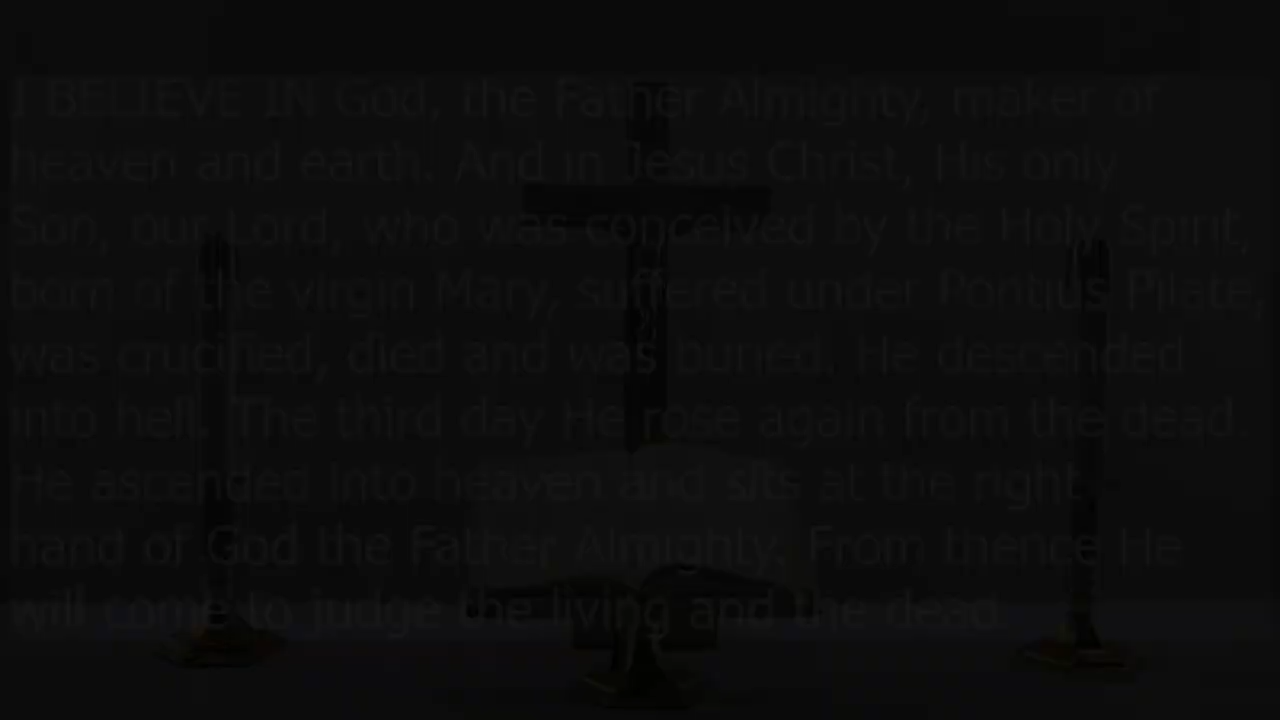 I BELIEVE IN God, the Father Almighty, maker of
heaven and earth. And in Jesus Christ, His only
Son, our Lord, who was conceived by the Holy Spirit,
born of the virgin Mary, suffered under Pontius Pilate,
was crucified, died and was buried. He descended
into hell. The third day He rose again from the dead.
He ascended into heaven and sits at the right
hand of God the Father Almighty. From thence He
will come to judge the living and the dead.